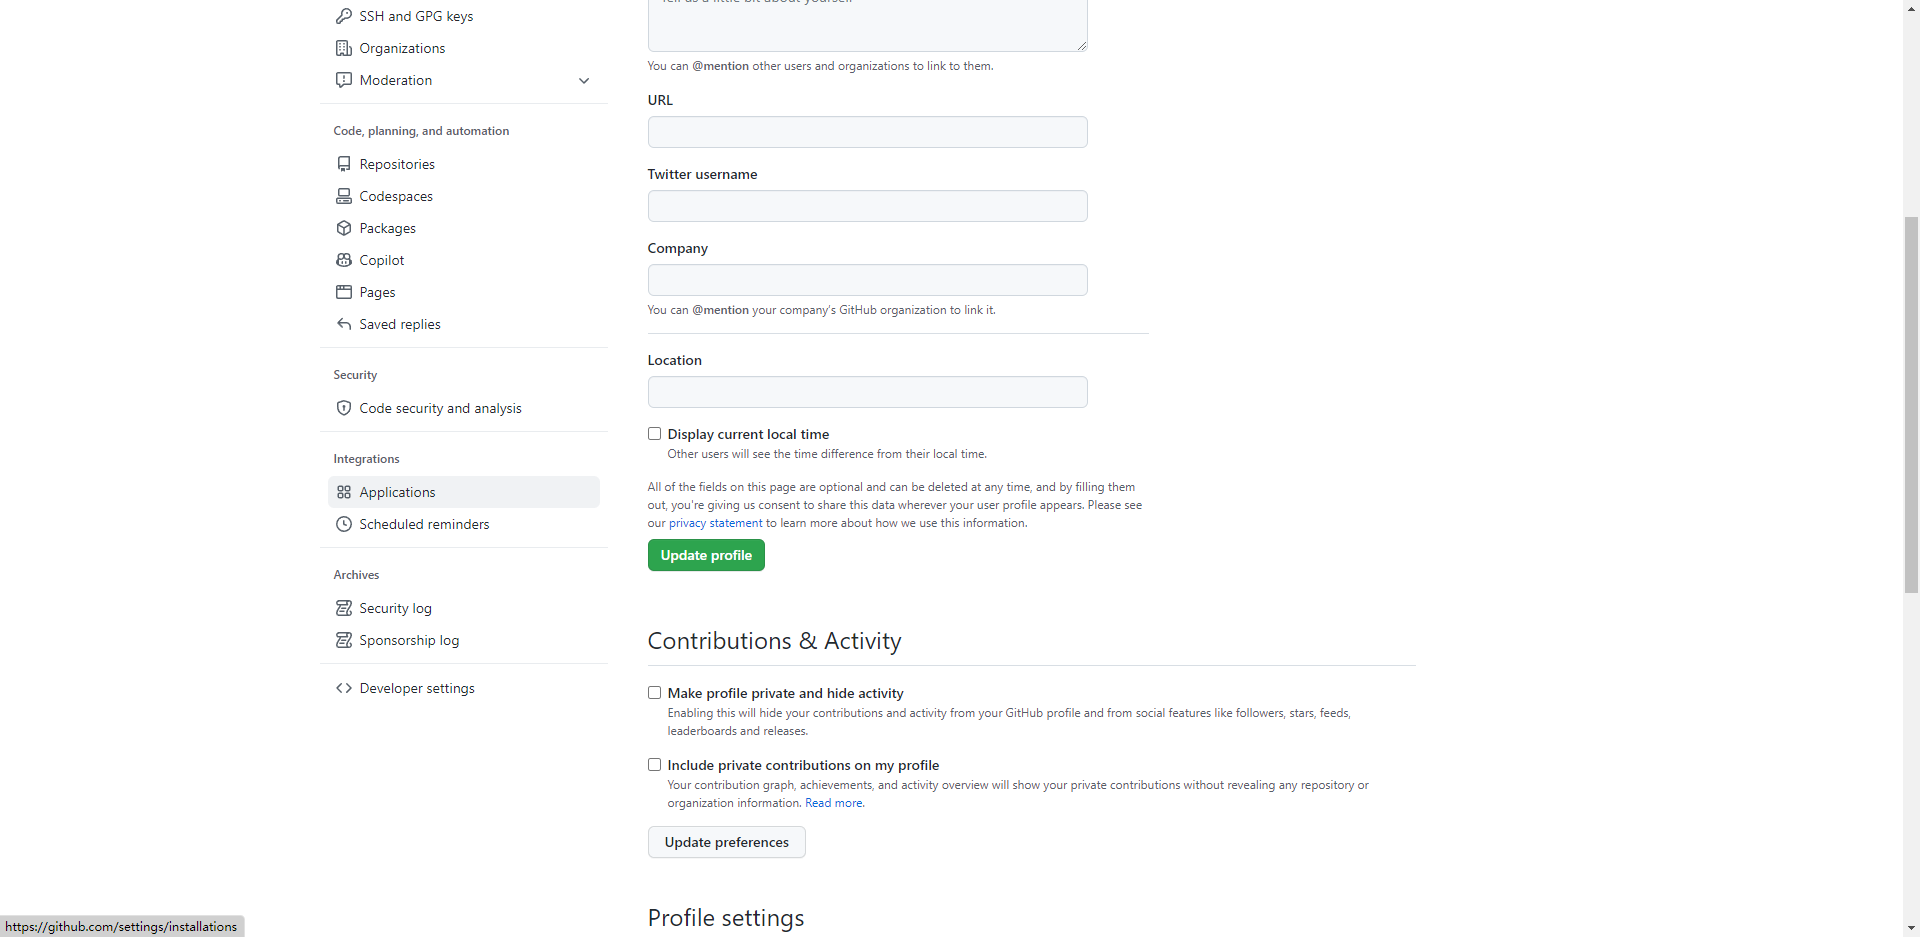 SSH and GPG keys
Organizations
Moderation
Code, planning, and automation
Repositories
Codespaces
Packages
Copilot
Pages
Saved replies
Security
Code security and analysis
Integrations
Applications
Scheduled reminders
Archives
Security log
Sponsorship log
Developer settings
Tell us a little bit about yourself
You can @mention other users and organizations to link to them.
URL
Twitter username
Company
You can @mention your company's GitHub organization to link it.
Location
Display current local time
Other users will see the time difference from their local time.
All of the fields on this page are optional and can be deleted at any time, and by filling them
out, you're giving us consent to share this data wherever your user profile appears. Please see
our privacy statement to learn more about how we use this information.
Update profile
Contributions & Activity
Make profile private and hide activity
Enabling this will hide your contributions and activity from your GitHub profile and from social features like followers, stars, feeds,
leaderboards and releases.
Include private contributions on my profile
Your contribution graph, achievements, and activity overview will show your private contributions without revealing any repository or
organization information. Read more.
Update preferences
Profile settings
https://github.com/settings/installations